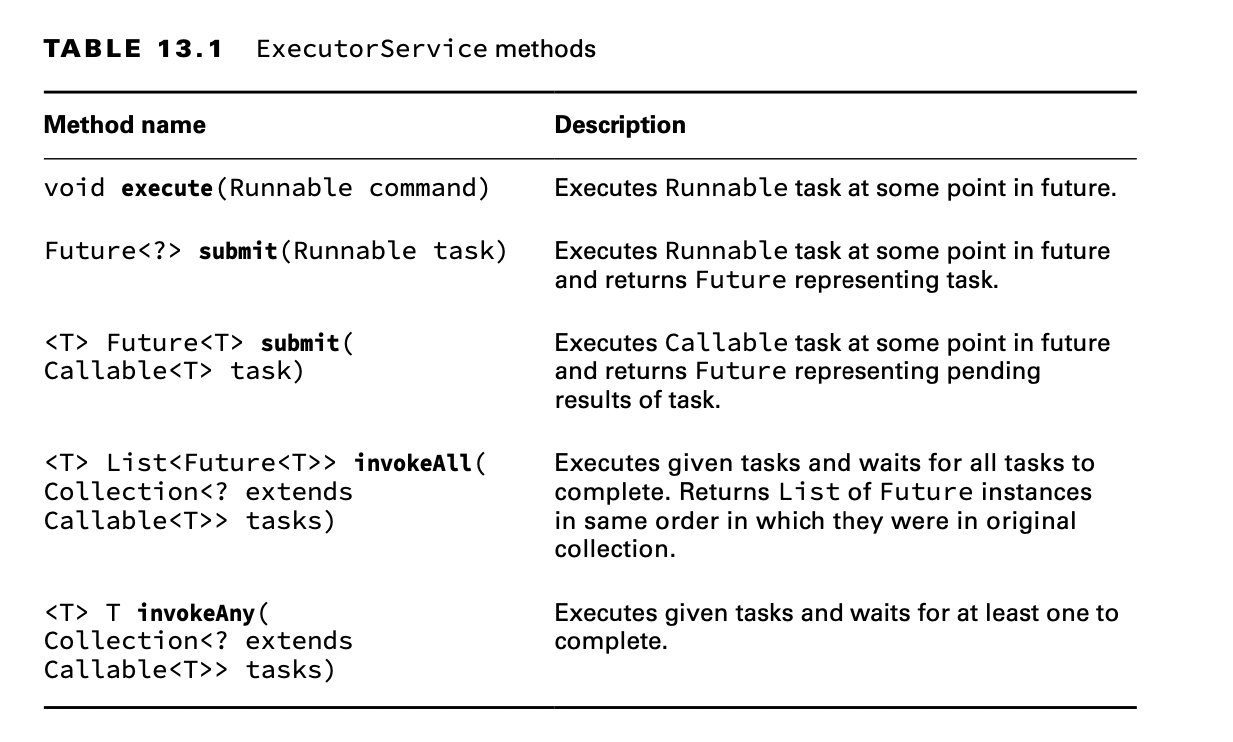 TABLE 13.1 ExecutorService methods
Method name Description
void execute(Runnable command) Executes Runnable task at some point in future.
Future<?> submit(Runnable task) Executes Runnable task at some point in future
and returns Future representing task.
<T> Future<T> submit( Executes Callable task at some point in future
Callable<T> task) and returns Future representing pending
results of task.
<T> List<Future<T>> invokeAll( Executes given tasks and waits for all tasks to
Collection<? extends complete. Returns List of Future instances
Callable<T>> tasks) in same order in which they were in original
collection.
<T> T invokeAny( Executes given tasks and waits for at least one to
Collection<? extends complete.
Callable<T>> tasks)